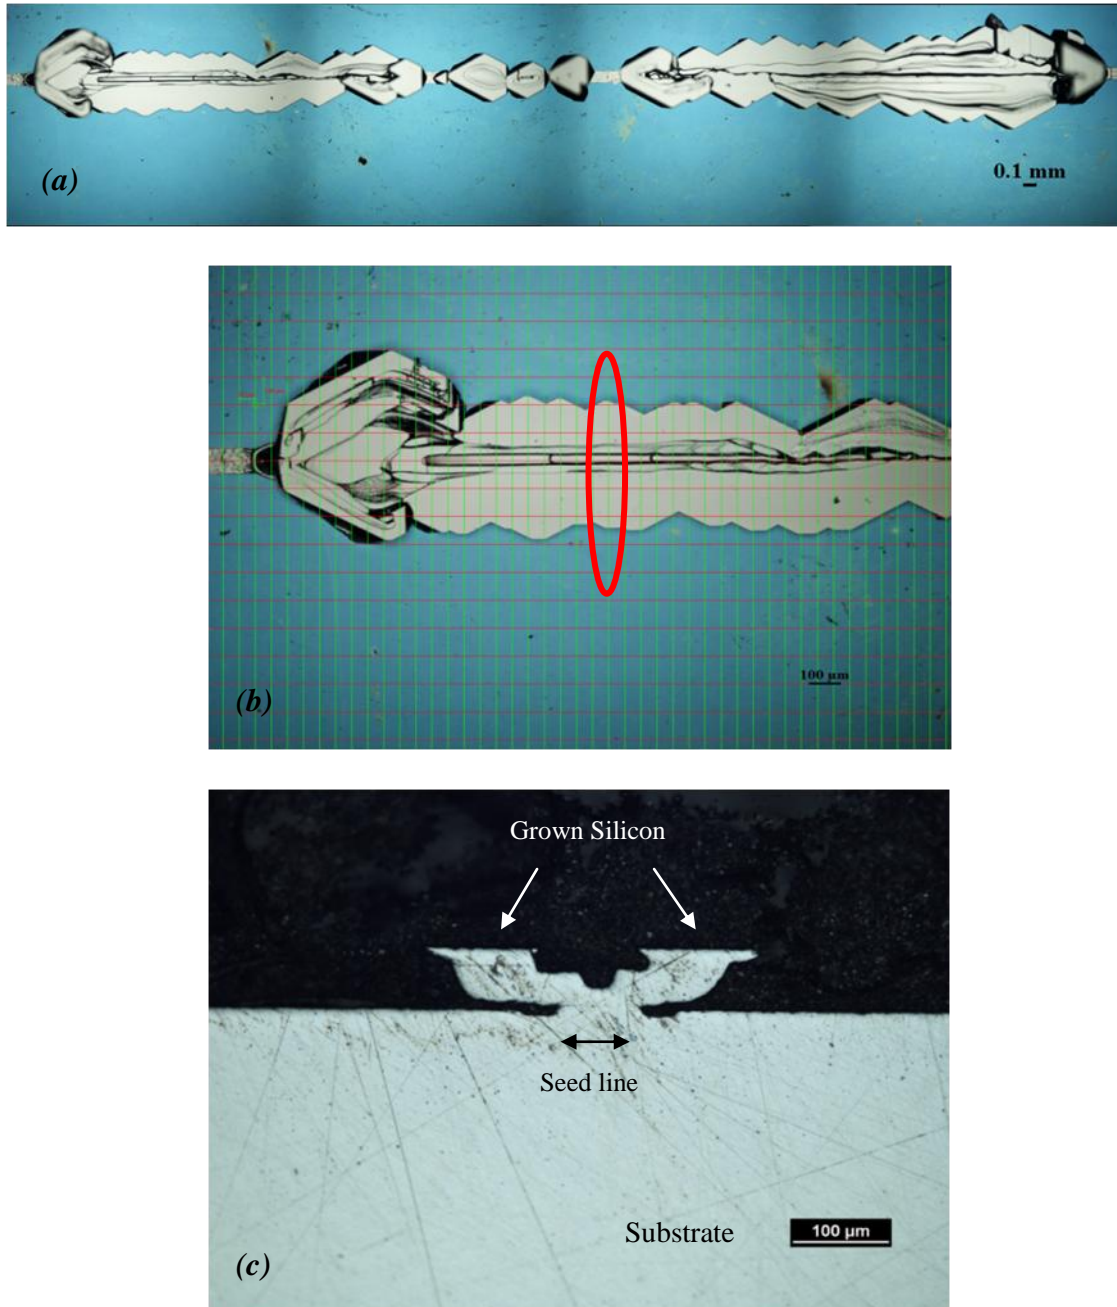 (a)
0.1 mm
(b)
100 µm
Grown Silicon
Seed line
Substrate
100 µm
(c)